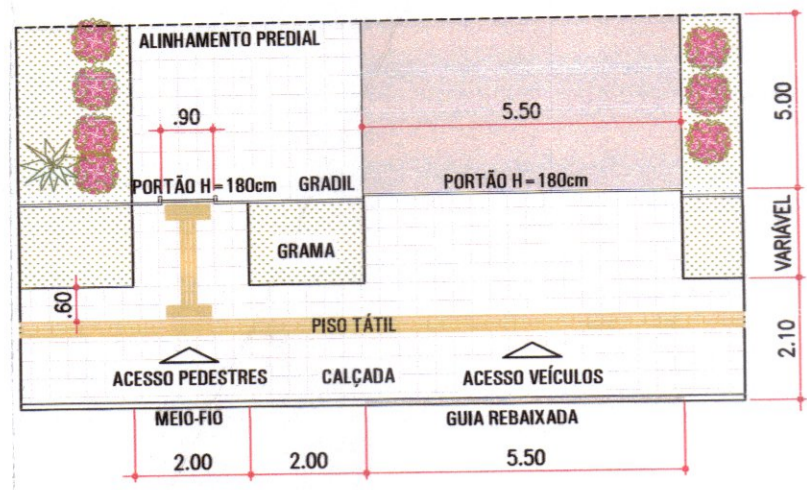 ALINHAMENTO PREDIAL
.90
5.50
5.00
PORTÃO H=180cm
GRADIL
PORTÃO H=180cm
VARIÁVEL
GRAMA
.60
PISO TÁTIL
2.10
ACESSO PEDESTRES
CALÇADA
ACESSO VEÍCULOS
MEIO-FIO
GUIA REBAIXADA
2.00
2.00
5.50